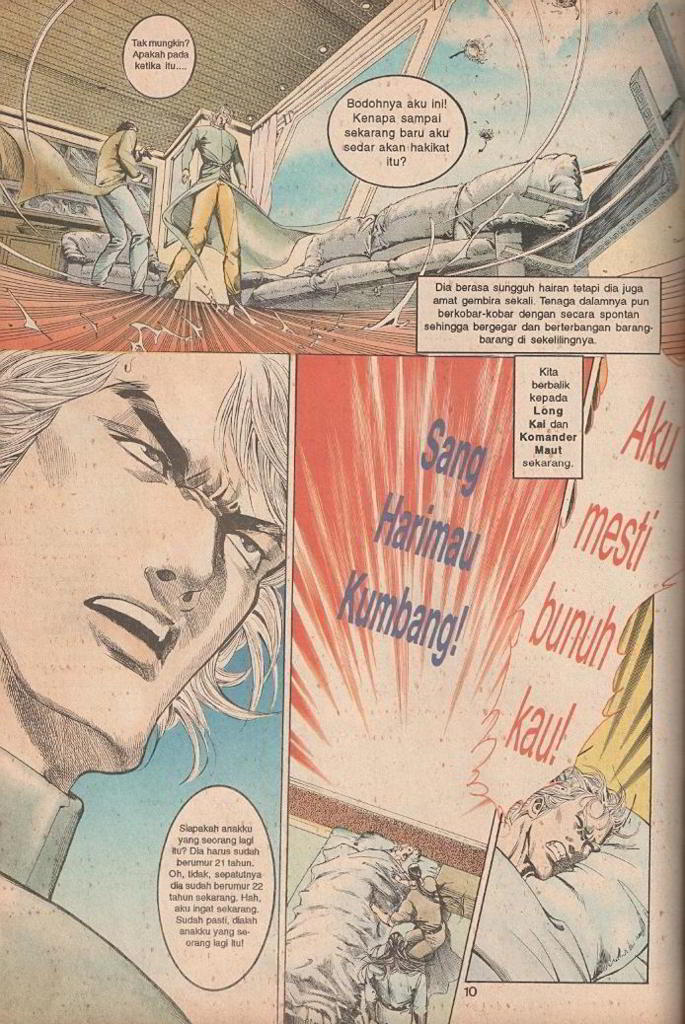 Tak mungkin?
Apakah pada
ketika itu....
Bodohnya aku ini!
Kenapa sampai
sekarang baru aku
sedar akan hakikat
itu?
Dia berasa sungguh hairan tetapi dia juga
amat gembira sekali. Tenaga dalamnya pun
berkobar-kobar dengan secara spontan
sehingga bergegar dan berterbangan barang-
barang di sekelilingnya.
Siapakah anakku
yang seorang lagi
itu? Dia harus sudah
berumur 21 tahun.
Oh, tidak, sepatutnya
dia sudah berumur 22
tahun sekarang. Hah,
aku ingat sekarang.
Sudah pasti, dialah
anakku yang se-
orang lagi itu!
Kita
berbalik
kepada
Long
Kai dan
Komander
Maut
sekarang.
Sang
Harimau
Kumbang!
Aku
mesti
bunuh
kau!
10